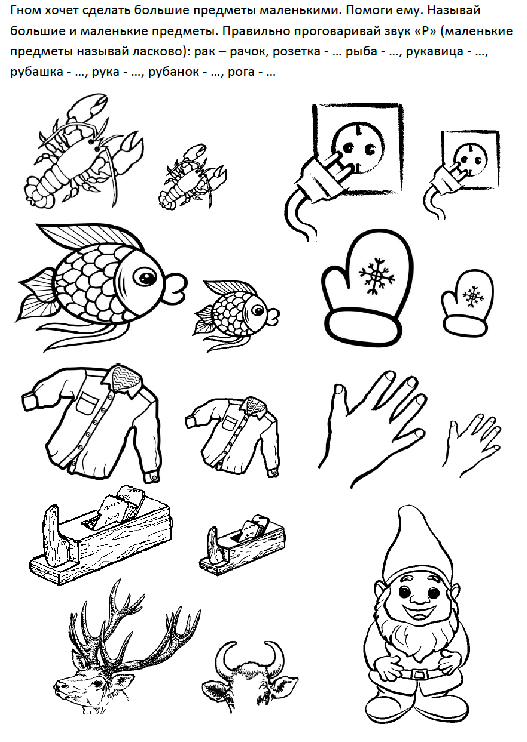 Гном хочет сделать большие предметы маленькими. Помоги ему. Называй
большие и маленькие предметы. Правильно проговаривай звук «Р» (маленькие
предметы называй ласково): рак – рачок, розетка - … рыба - …, рукавица - …,
рубашка - …, рука - …, рубанок - …, рога - …